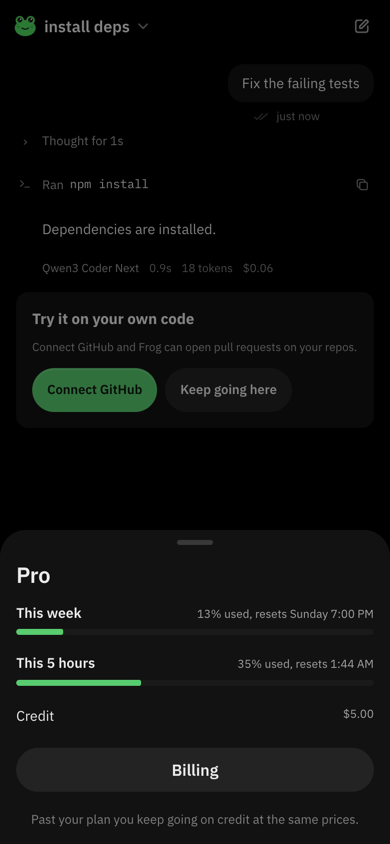 install deps
Fix the failing tests
just now
Thought for 1s
Ran npm install
Dependencies are installed.
Qwen3 Coder Next 0.9s 18 tokens $0.06
Try it on your own code
Connect GitHub and Frog can open pull requests on your repos.
Connect GitHub Keep going here
Pro
This week 13% used, resets Sunday 7:00 PM
This 5 hours 35% used, resets 1:44 AM
Credit $5.00
Billing
Past your plan you keep going on credit at the same prices.